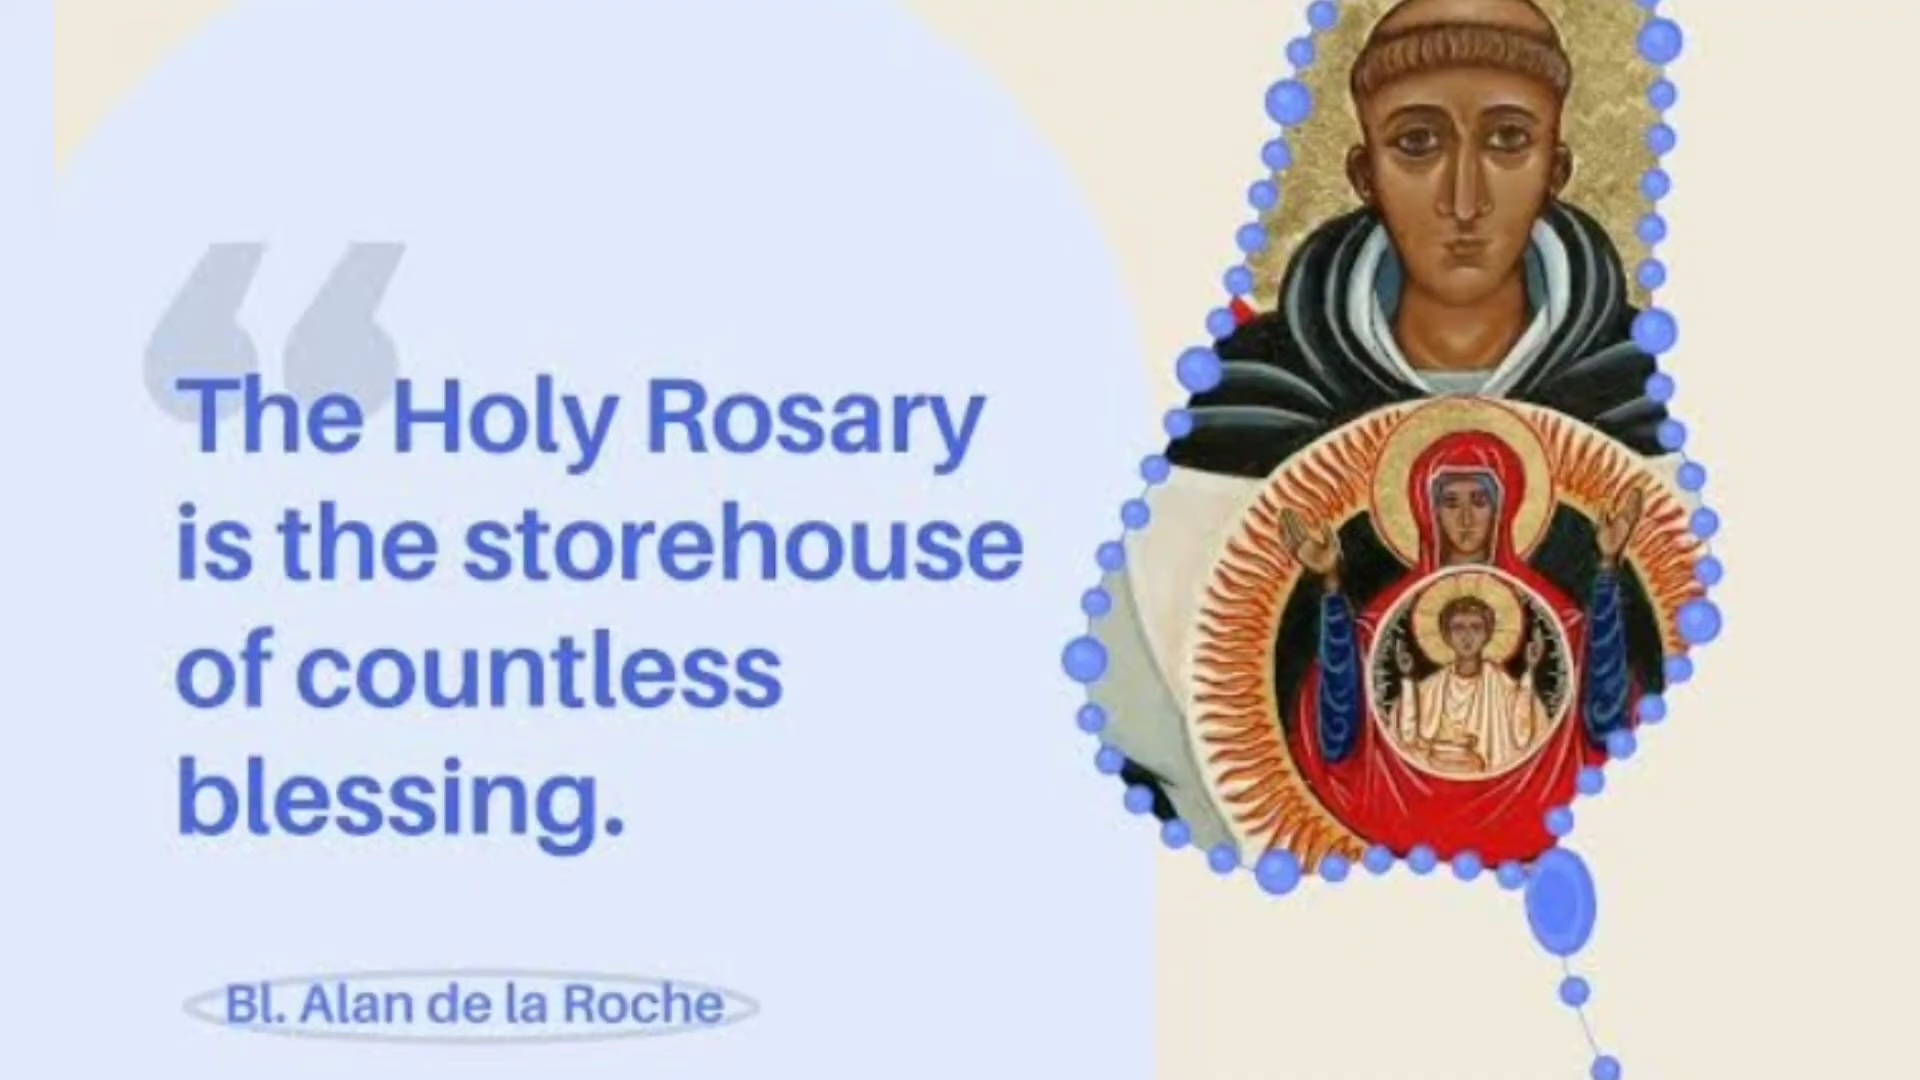 “
The Holy Rosary
is the storehouse
of countless
blessing.
Bl. Alan de la Roche